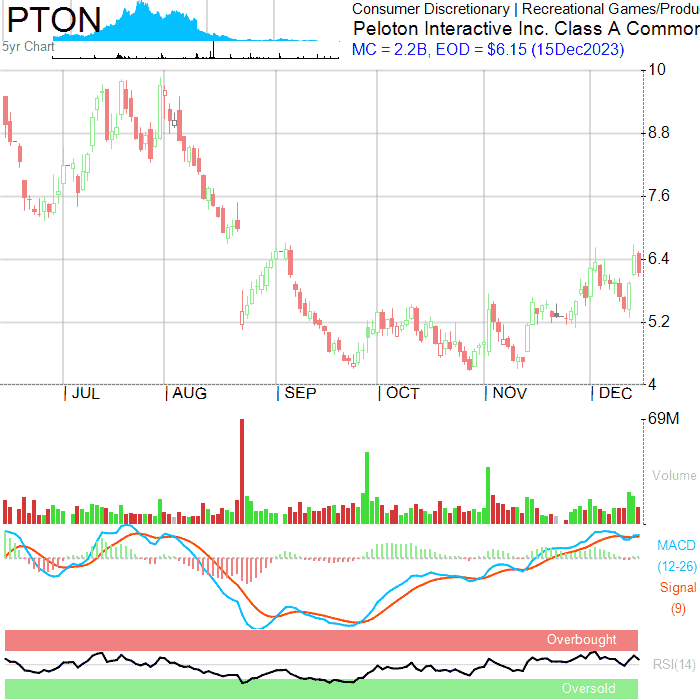 PTON
5yr Chart
Consumer Discretionary | Recreational Games/Produ
Peloton Interactive Inc. Class A Commor
MC = 2.2B, EOD = $6.15 (15Dec2023)
10
8.8
7.6
6.4
5.2
4
JUL AUG SEP OCT NOV DEC
69M
Volume
MACD
(12-26)
Signal
(9)
Overbought
RSI(14)
Oversold